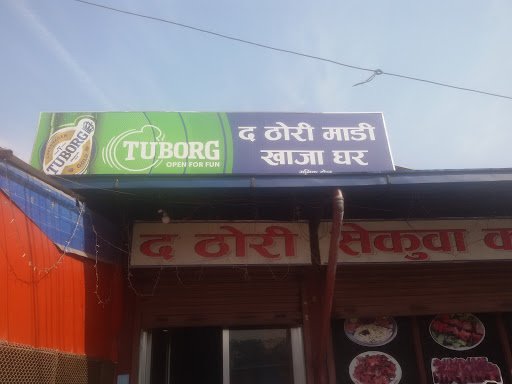 TUBORG
TUBORG
OPEN FOR FUN
द ठोरी माडी
खाजा घर
द ठोरी सेकुवा क